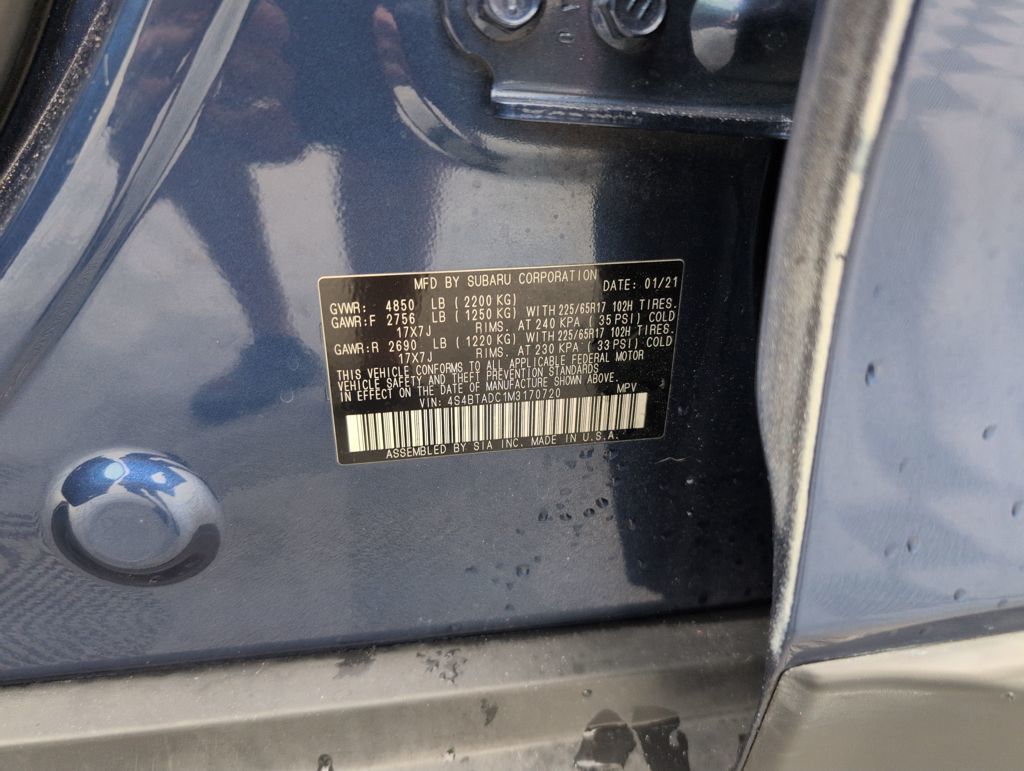 MFD BY SUBARU CORPORATION DATE: 01/21
GVWR: 4850 LB (2200 KG)
GAWR:F 2756 LB (1250 KG) WITH 225/65R17 102H TIRES.
17X7J RIMS. AT 240 KPA (35 PSI) COLD
GAWR:R 2690 LB (1220 KG) WITH 225/65R17 102H TIRES.
17X7J RIMS. AT 230 KPA (33 PSI) COLD
THIS VEHICLE CONFORMS TO ALL APPLICABLE FEDERAL MOTOR
VEHICLE SAFETY AND THEFT PREVENTION STANDARDS
IN EFFECT ON THE DATE OF MANUFACTURE SHOWN ABOVE.
VIN: 4S4BTADC1M3170720 MPV
ASSEMBLED BY SIA INC. MADE IN U.S.A.